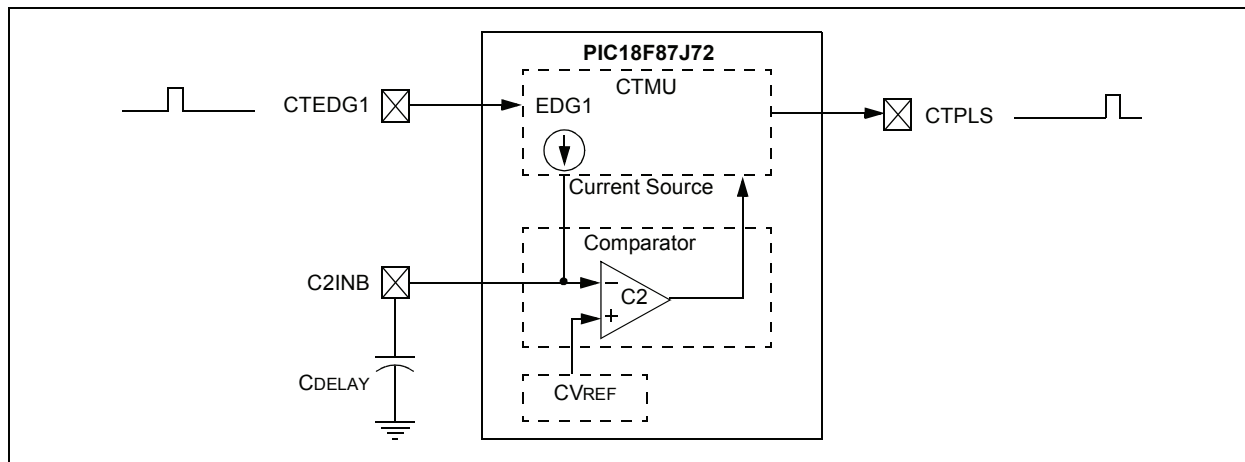 PIC18F87J72
CTMU
CTEDG1
EDG1
CTPLS
Current Source
Comparator
C2INB
−
C2
+
CDELAY
CVREF